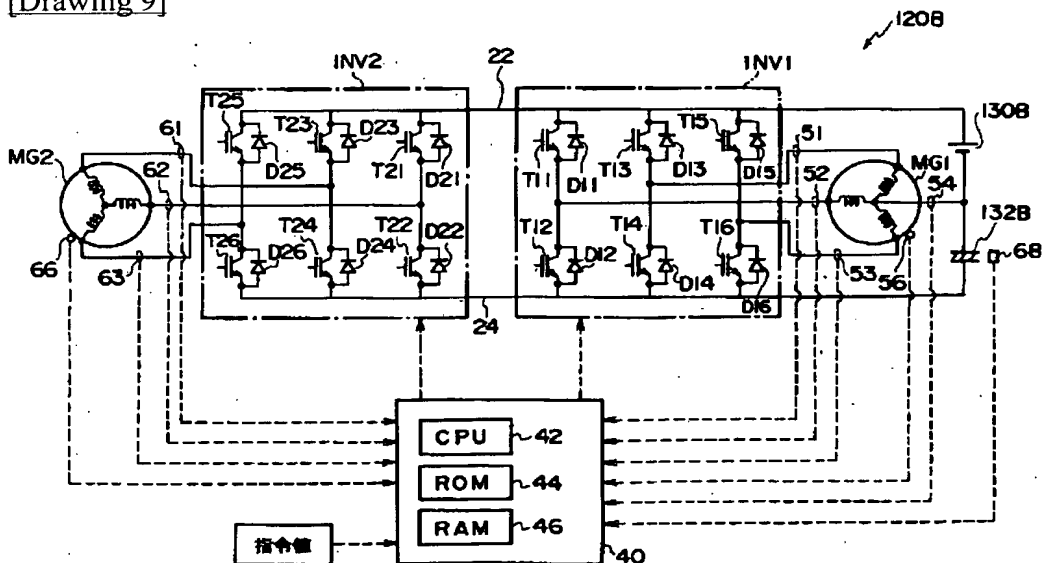 [Drawing 9]
120B
INV2
22
INV1
T25
T23
D23
T15
130B
61
51
MG2
MG1
D25
T21
D21
T11
D11
T13
D13
D15
62
52
54
132B
T26
T24
T22
D22
T12
D12
T14
T16
66
63
D26
D24
D14
D16
53
56
68
24
CPU
42
ROM
44
RAM
46
指令値
40